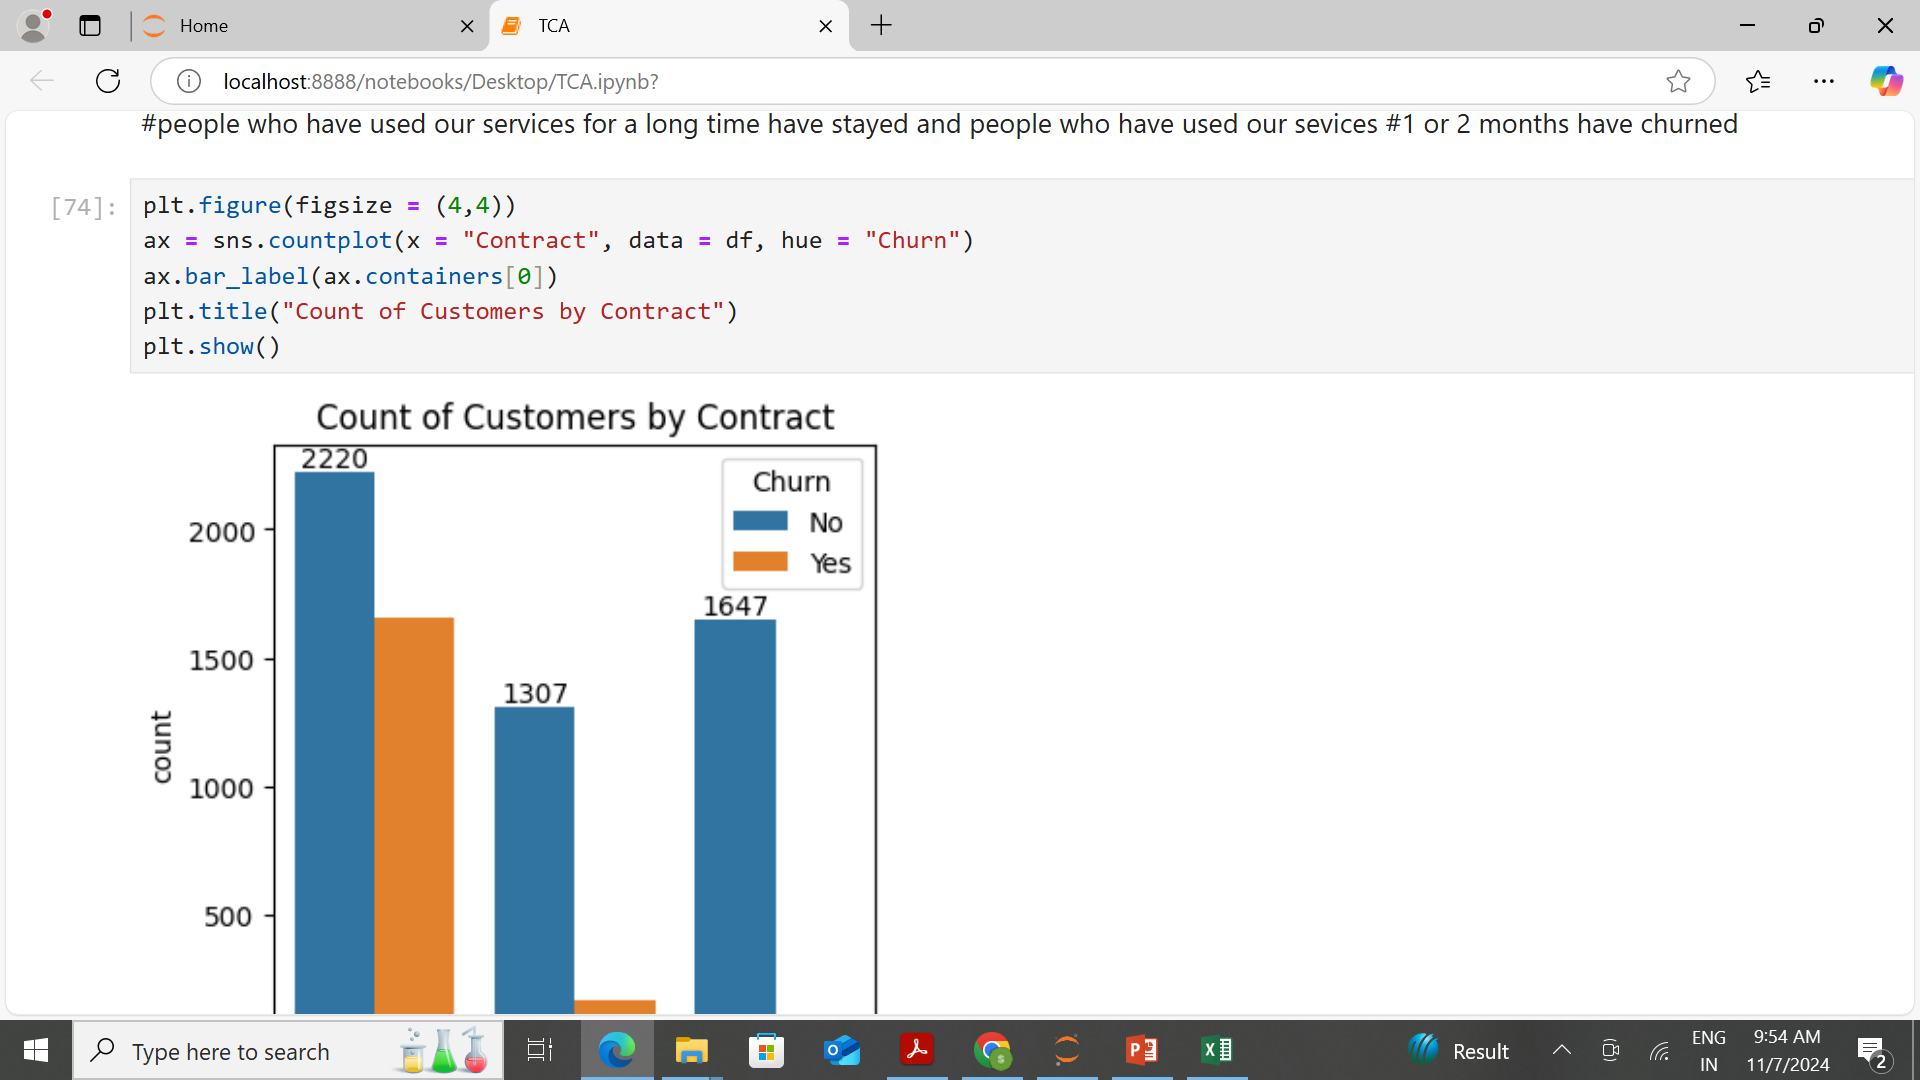 Home
TCA
localhost:8888/notebooks/Desktop/TCA.ipynb?
#people who have used our services for a long time have stayed and people who have used our sevices #1 or 2 months have churned
[74]:
plt.figure(figsize = (4,4))
ax = sns.countplot(x = "Contract", data = df, hue = "Churn")
ax.bar_label(ax.containers[0])
plt.title("Count of Customers by Contract")
plt.show()
Count of Customers by Contract
2220
Churn
No
Yes
2000
1647
1500
1307
count
1000
500
Type here to search
Result
ENG
IN
9:54 AM
11/7/2024
2